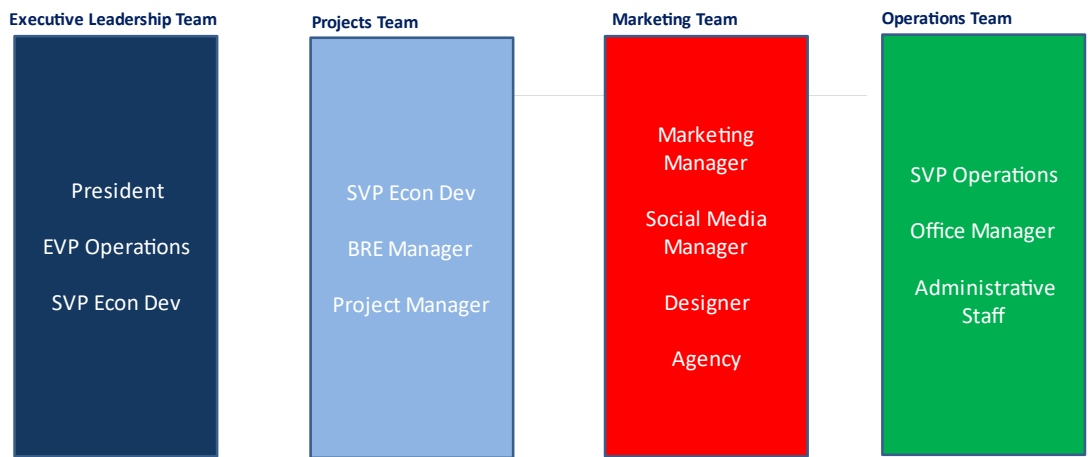 Executive Leadership Team
Projects Team
Marketing Team
Operations Team
President
EVP Operations
SVP Econ Dev
SVP Econ Dev
BRE Manager
Project Manager
Marketing
Manager
Social Media
Manager
Designer
Agency
SVP Operations
Office Manager
Administrative
Staff